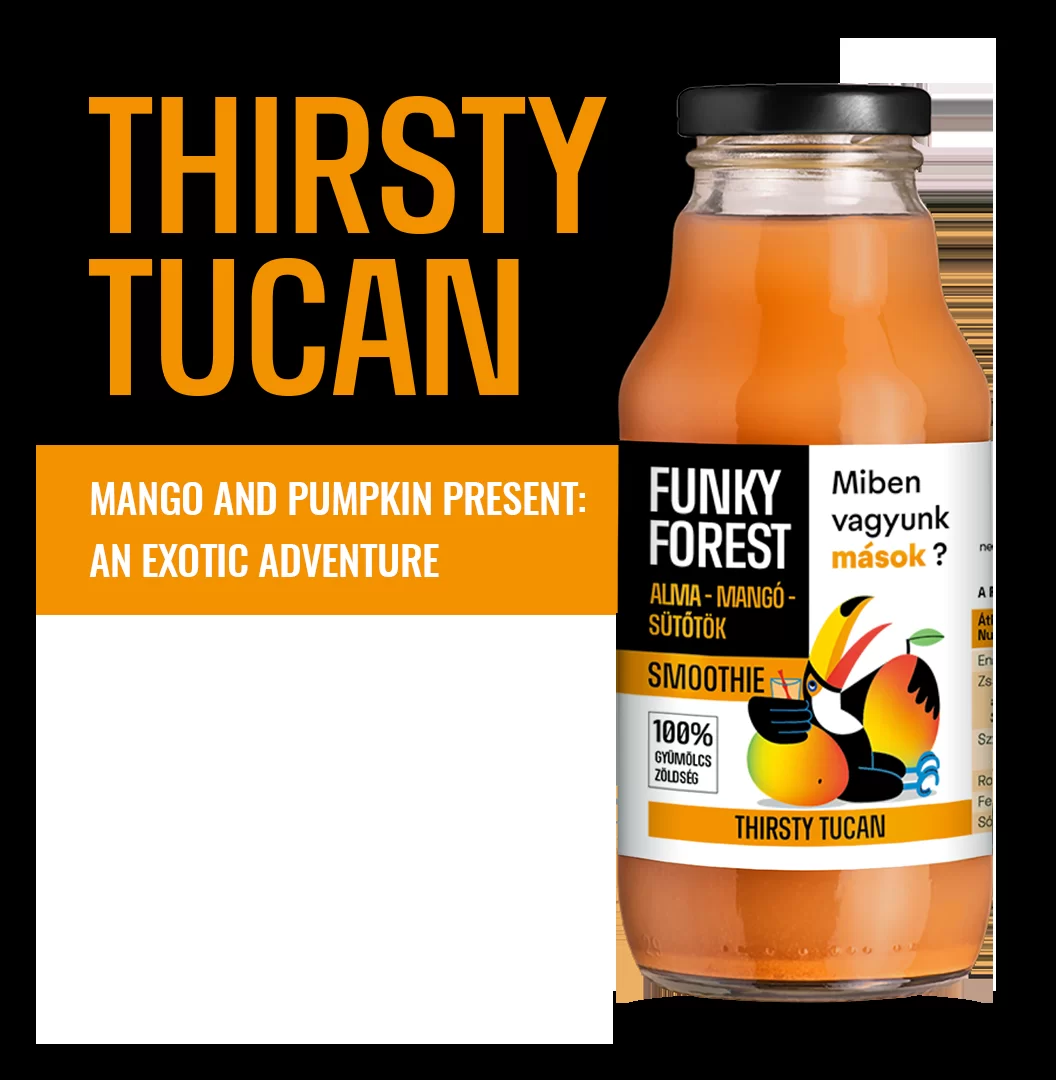 THIRSTY
TUCAN
MANGO AND PUMPKIN PRESENT:
AN EXOTIC ADVENTURE
FUNKY
FOREST
ALMA - MANGÓ -
SÜTŐTÖK
SMOOTHIE
100%
GYÜMÖLCS
ZÖLDSÉG
Miben
vagyunk
mások ?
THIRSTY TUCAN